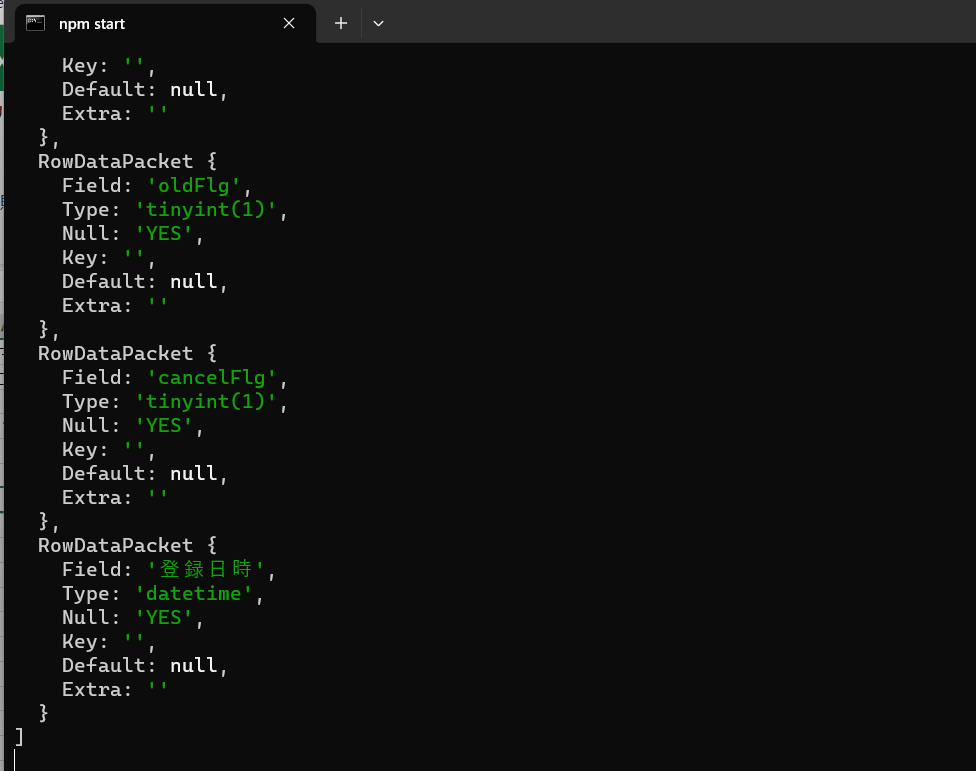 npm start
Key: '',
Default: null,
Extra: ''
},
RowDataPacket {
Field: 'oldFlg',
Type: 'tinyint(1)',
Null: 'YES',
Key: '',
Default: null,
Extra: ''
},
RowDataPacket {
Field: 'cancelFlg',
Type: 'tinyint(1)',
Null: 'YES',
Key: '',
Default: null,
Extra: ''
},
RowDataPacket {
Field: '登録日時',
Type: 'datetime',
Null: 'YES',
Key: '',
Default: null,
Extra: ''
}
]